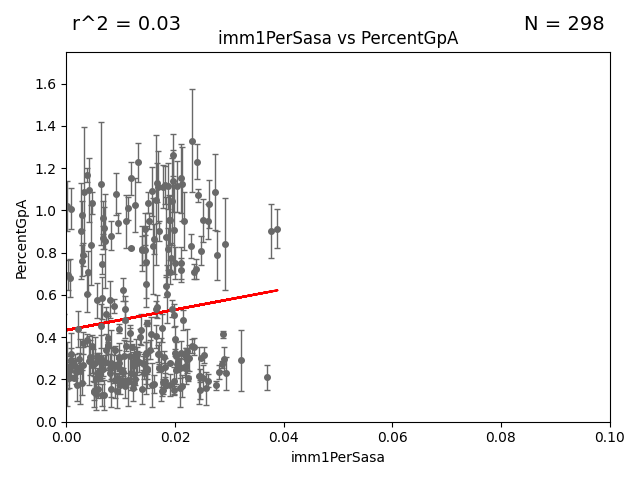 r^2 = 0.03
N = 298
imm1PerSasa vs PercentGpA
1.6
1.4
1.2
1.0
0.8
0.6
0.4
0.2
0.0
PercentGpA
0.00 0.02 0.04 0.06 0.08 0.10
imm1PerSasa